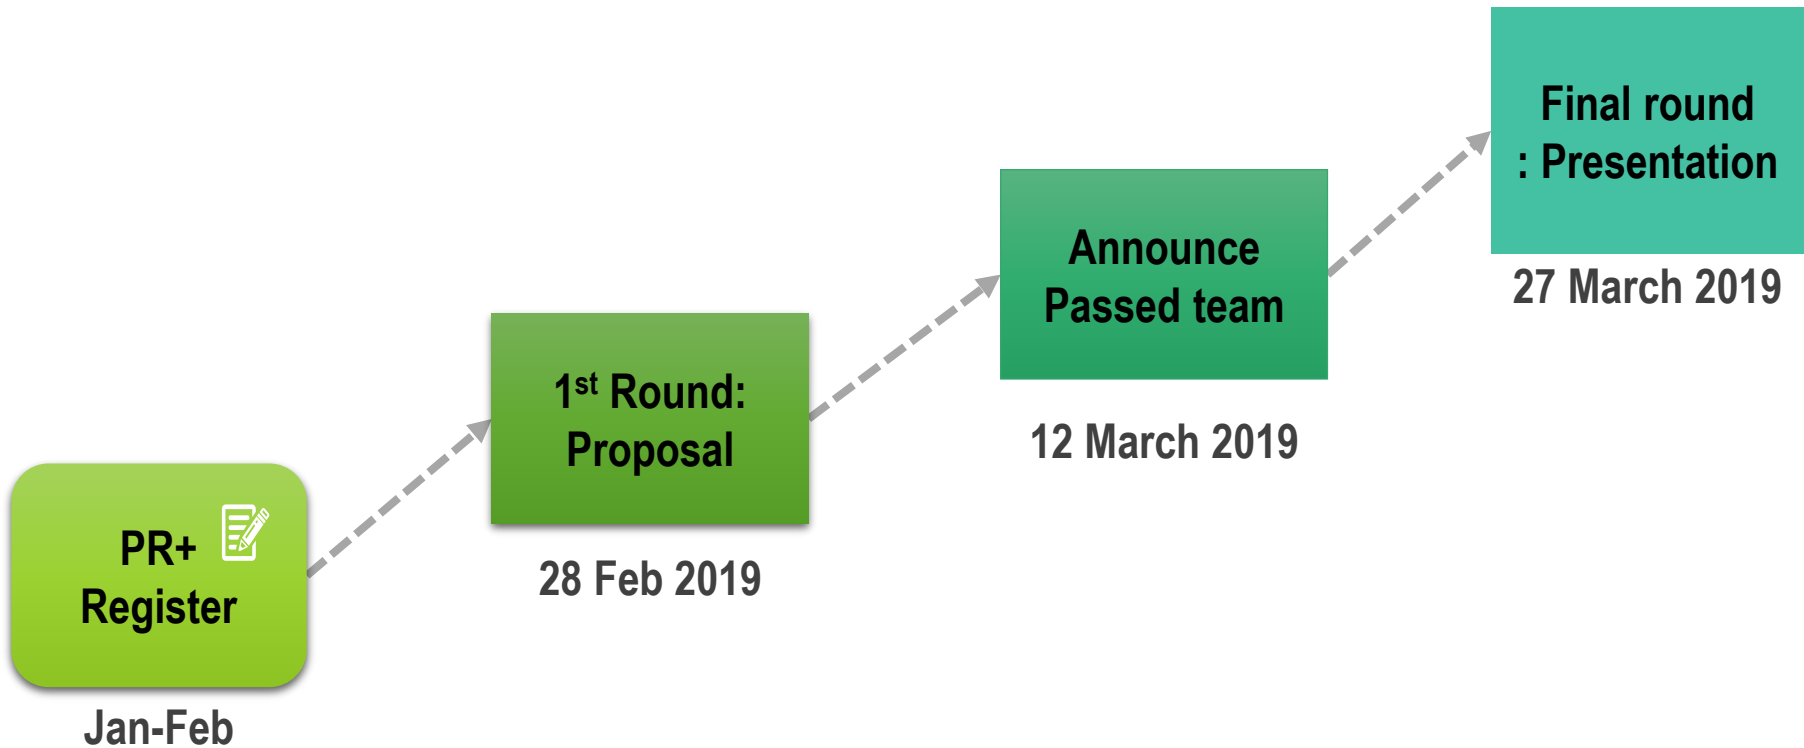 PR+
Register
Jan-Feb
1st Round:
Proposal
28 Feb 2019
Announce
Passed team
12 March 2019
Final round
: Presentation
27 March 2019